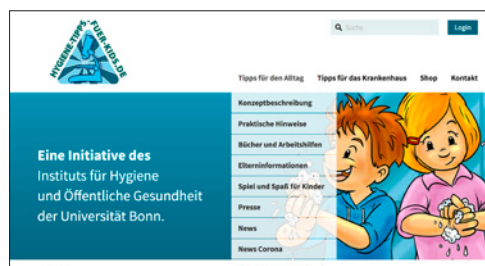 HYGIENE-TIPPS-FUER-KIDS.DE
Suche
Login
Tipps für den Alltag Tipps für das Krankenhaus Shop Kontakt
Konzeptbeschreibung
Praktische Hinweise
Bücher und Arbeitshilfen
Elterninformationen
Spiel und Spaß für Kinder
Presse
News
News Corona
Eine Initiative des
Instituts für Hygiene
und Öffentliche Gesundheit
der Universität Bonn.